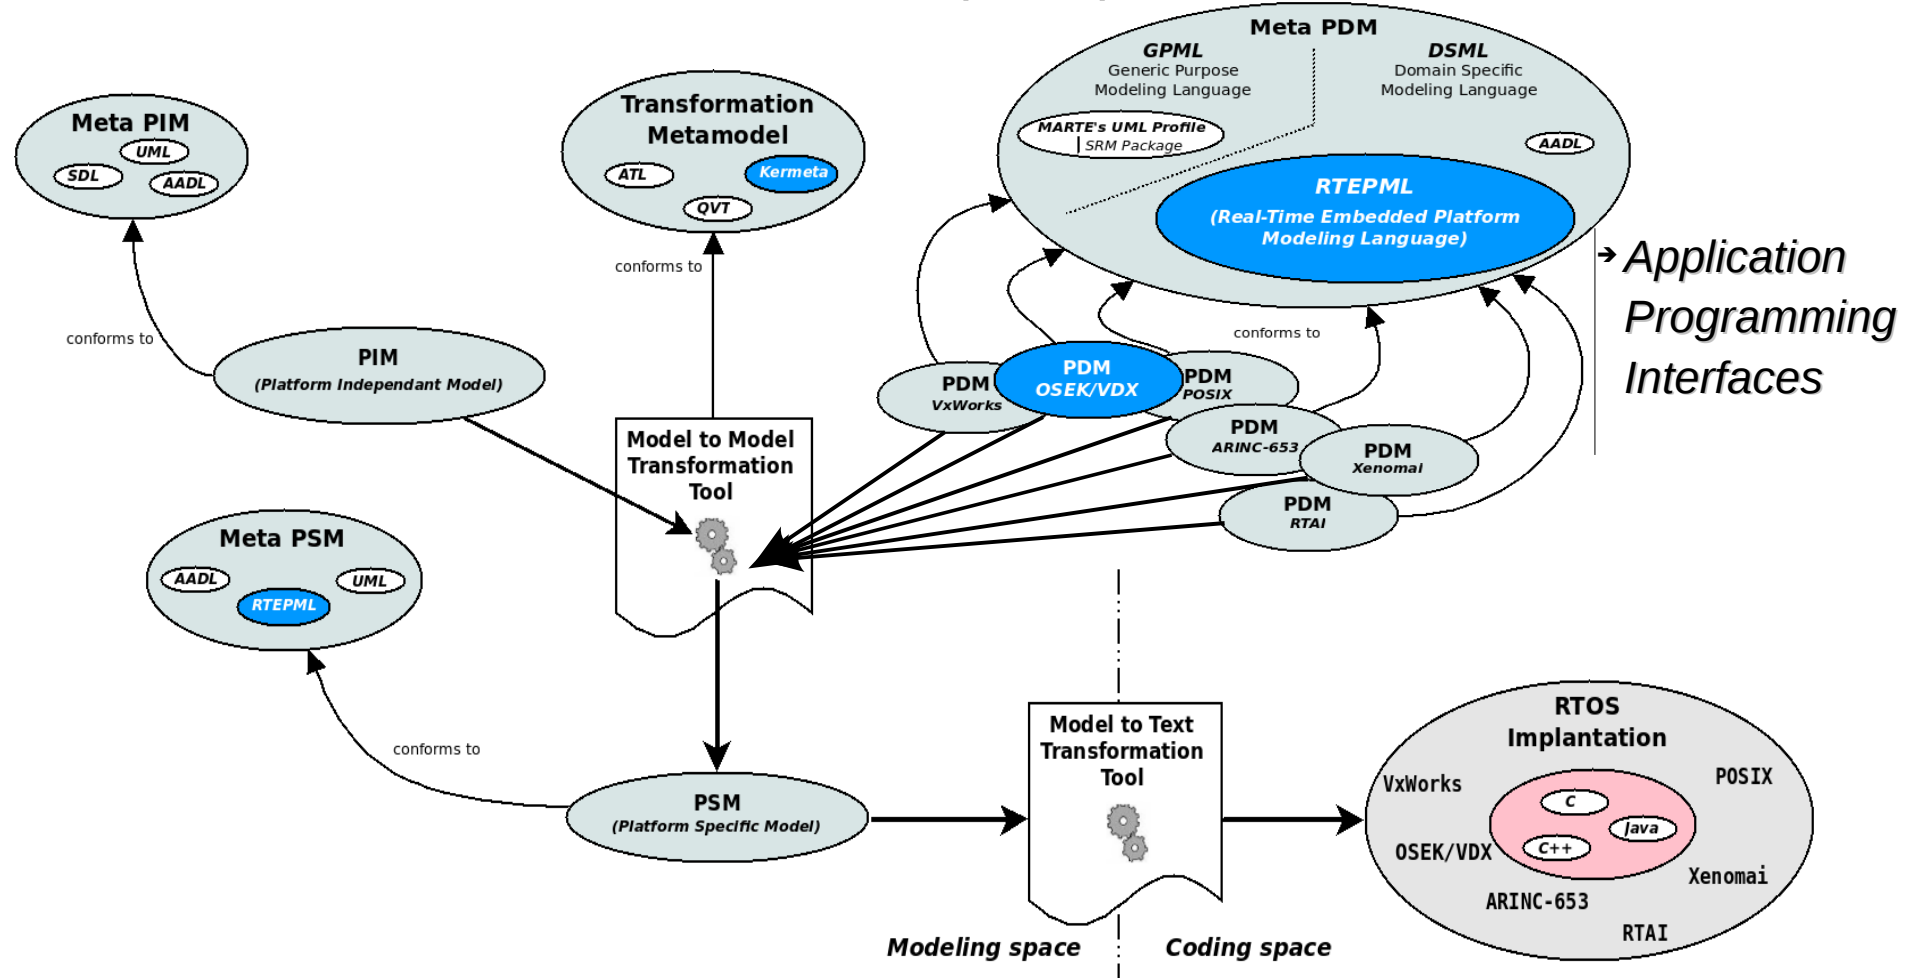 Meta PDM
GPML
Generic Purpose
Modeling Language
DSML
Domain Specific
Modeling Language
MARTE's UML Profile
SRM Package
AADL
RTEPML
(Real-Time Embedded Platform
Modeling Language)
Transformation
Metamodel
ATL
Kermeta
QVT
Meta PIM
UML
SDL
AADL
conforms to
conforms to
conforms to
➔ Application
Programming
Interfaces
PIM
(Platform Independant Model)
PDM
VxWorks
PDM
OSEK/VDX
PDM
POSIX
PDM
ARINC-653
PDM
Xenomai
PDM
RTAI
Model to Model
Transformation
Tool
Meta PSM
AADL
UML
RTEPML
conforms to
PSM
(Platform Specific Model)
Model to Text
Transformation
Tool
RTOS
Implantation
VxWorks
POSIX
C
Java
C++
OSEK/VDX
Xenomai
ARINC-653
RTAI
Modeling space
Coding space